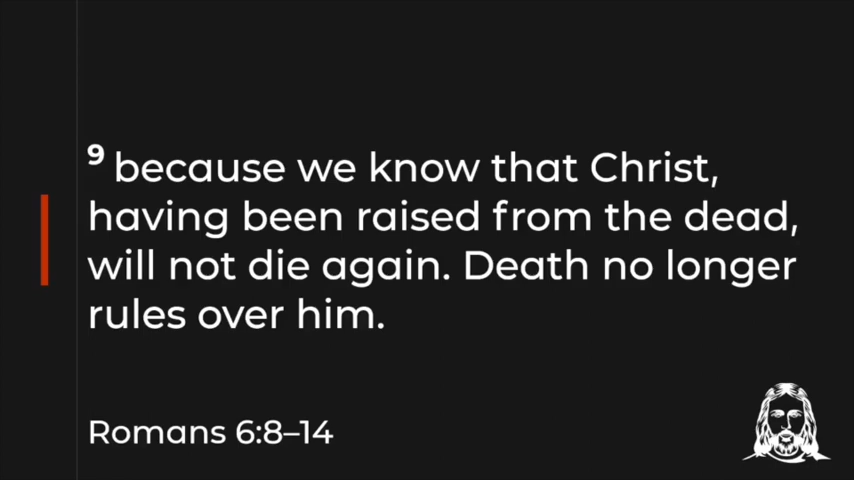 9 because we know that Christ,
having been raised from the dead,
will not die again. Death no longer
rules over him.
Romans 6:8–14